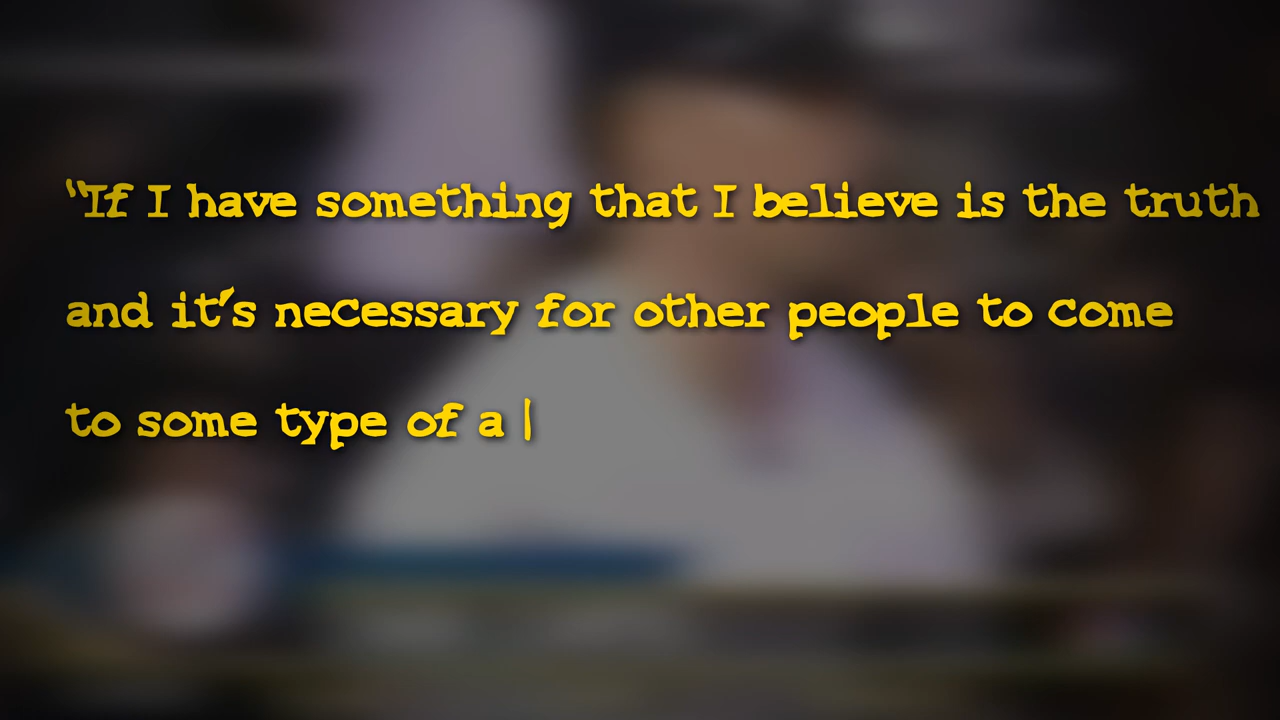 “If I have something that I believe is the truth
and it's necessary for other people to come
to some type of a |